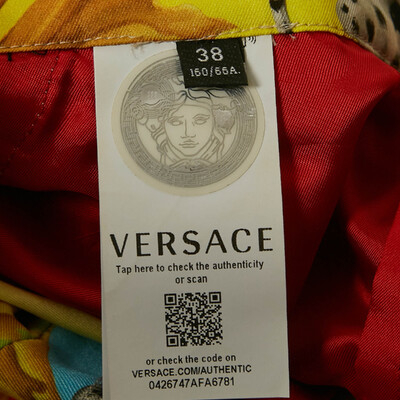 38
160/66A.
VERSACE
Tap here to check the authenticity
or scan
or check the code on
VERSACE.COM/AUTHENTIC
0426747AFA6781